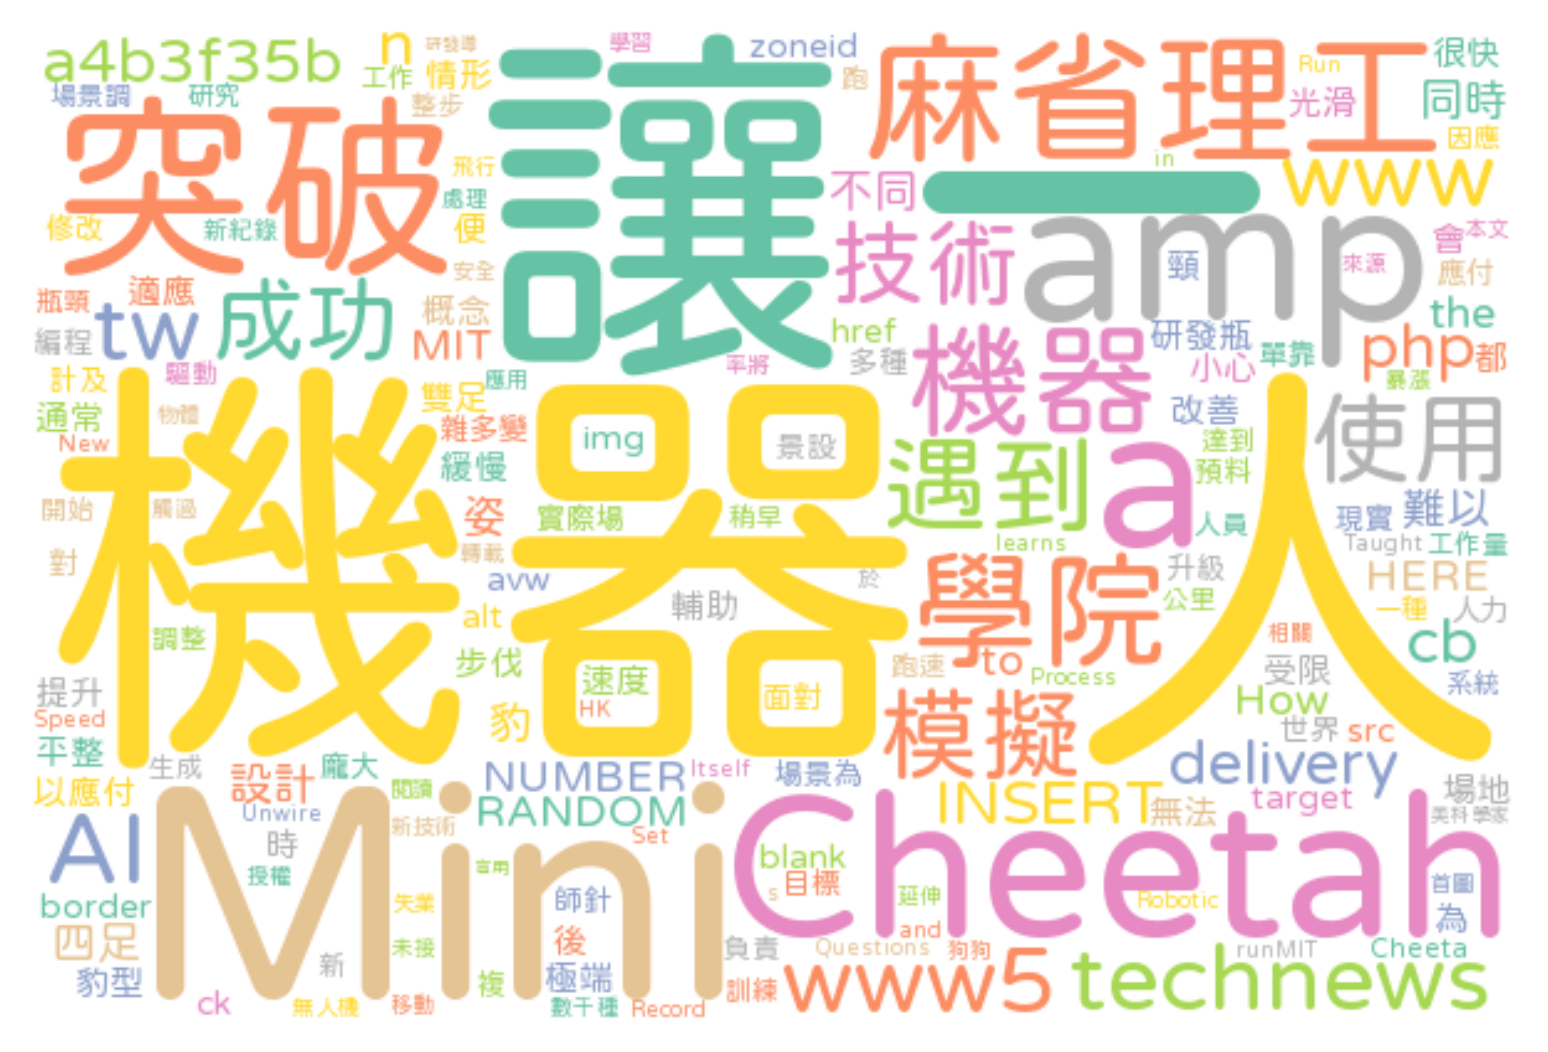 a4b3f35b
n
研發導
學習
zoneid
麻省理工
Run
很快
場景調
研究
工作
情形
整步
讓
跑
光滑
同時
因應
突破
飛行
處理
便
安全
不同
一
in
www
修改
新紀錄
技術
amp
頸
會
本文
來源
應付
瓶頸
適應
tw
成功
概念
MIT
href
多種
機器
研發瓶
小心
單靠
the
php
都
暴漲
編程
計及
驅動
通常
物體
New
雙足
應用
雜多變
緩慢
率將
改善
達到
預料
使用
機器人
img
景設
遇到
a
人員
現實
難以
開始
觸過
姿
實際場
稍早
learns
Taught
工作量
對
轉載
avw
於
學院
升級
公里
HERE
一種
人力
alt
輔助
調整
步伐
速度
HK
面對
跑速
to
Process
相關
受限
cb
系統
提升
Speed
平整
豹
模擬
How
世界
src
生成
設計
龐大
NUMBER
Itself
場景為
delivery
以應付
Unwire
閱讀
RANDOM
INSERT
無法
target
場地
美科
學家
AI
Mini
Cheetah
時
新技術
Set
授權
盲用
blank
目標
border
失業
師針
s
延伸
Robotic
首圖
為
四足
未接
後
負責
Questions
and
狗狗
runMIT
Cheeta
豹型
新
複
極端
訓練
www5
technews
ck
無人機
移動
數千種
Record